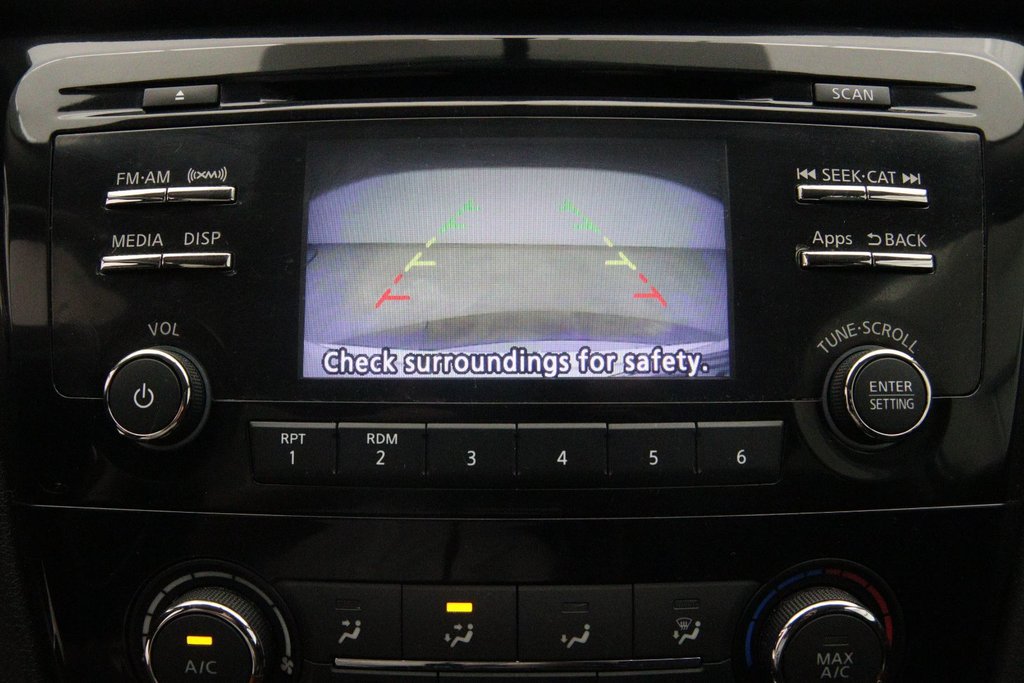 SCAN
FM·AM
((XM))
SEEK·CAT
MEDIA
DISP
Apps
BACK
VOL
TUNE·SCROLL
Check surroundings for safety.
ENTER
SETTING
RPT
1
RDM
2
3
4
5
6
A/C
MAX
A/C